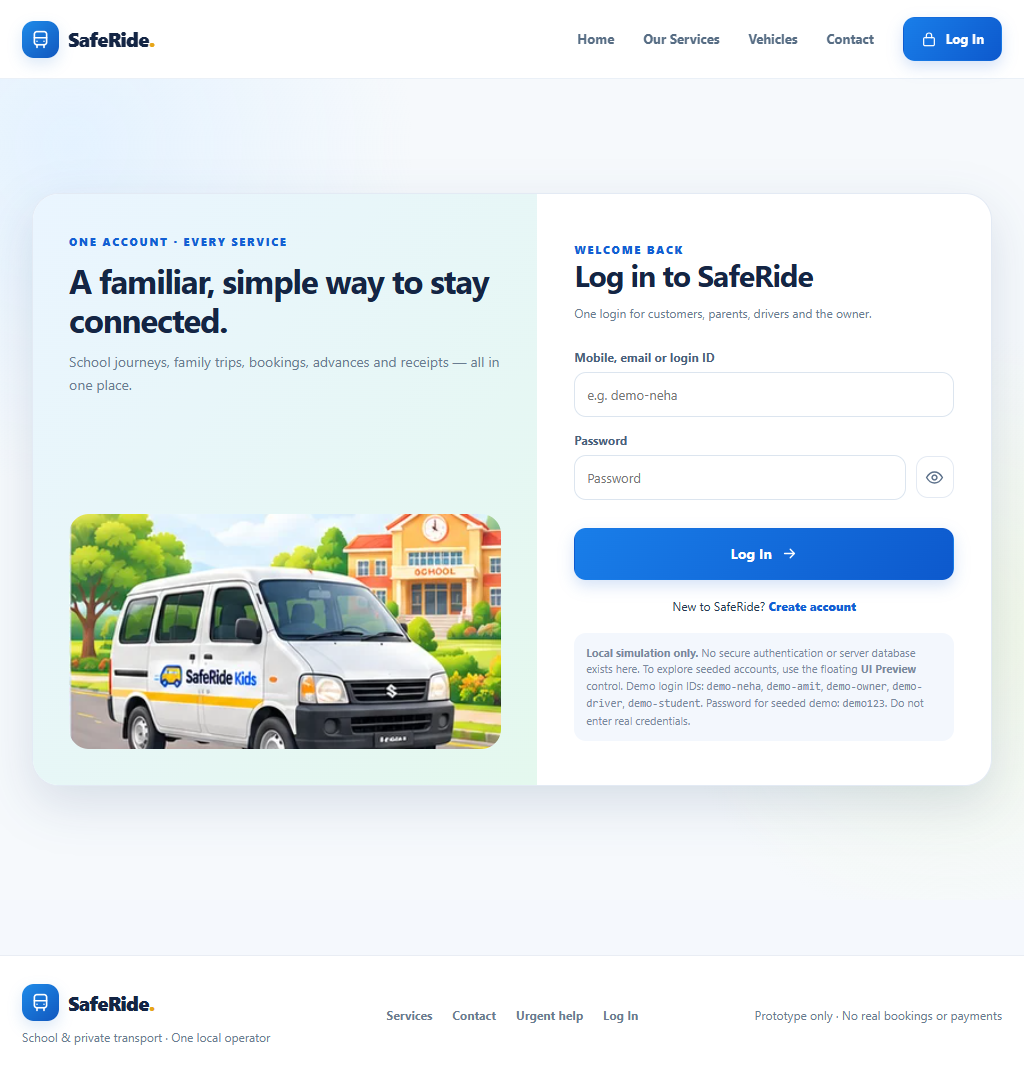 SafeRide.
Home Our Services Vehicles Contact Log In
ONE ACCOUNT · EVERY SERVICE
A familiar, simple way to stay
connected.
School journeys, family trips, bookings, advances and receipts — all in
one place.
SCHOOL
SafeRide Kids
WELCOME BACK
Log in to SafeRide
One login for customers, parents, drivers and the owner.
Mobile, email or login ID
e.g. demo-neha
Password
Password
Log In →
New to SafeRide? Create account
Local simulation only. No secure authentication or server database
exists here. To explore seeded accounts, use the floating UI Preview
control. Demo login IDs: demo-neha, demo-amit, demo-owner, demo-
driver, demo-student. Password for seeded demo: demo123. Do not
enter real credentials.
SafeRide.
School & private transport · One local operator
Services Contact Urgent help Log In
Prototype only · No real bookings or payments